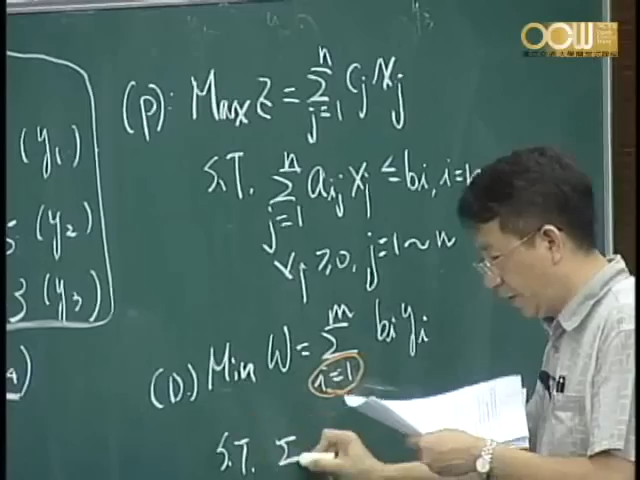 OCW
(y₁)
(y₂)
3 (y₃)
(P): Max Z = Σ_{j=1}^{n} cⱼ xⱼ
S.T. Σ_{j=1}^{n} aᵢⱼ xⱼ ≤ bᵢ, i=1
xⱼ ≥ 0, j=1~n
(D.) Min W = Σ_{i=1}^{m} bᵢ yᵢ
S.T. Σ